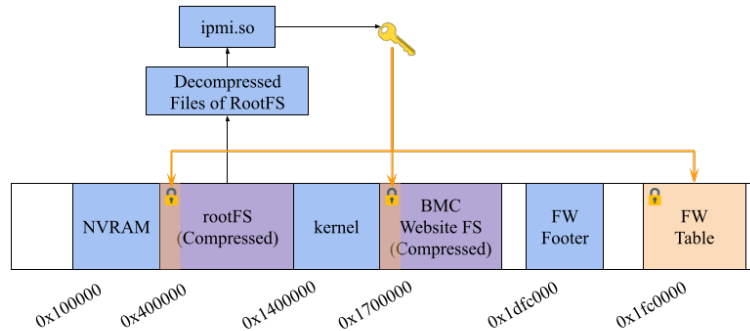 ipmi.so
Decompressed
Files of RootFS
NVRAM
rootFS
(Compressed)
kernel
BMC
Website FS
(Compressed)
FW
Footer
FW
Table
0x100000
0x400000
0x1400000
0x1700000
0x1dfc000
0x1fc0000